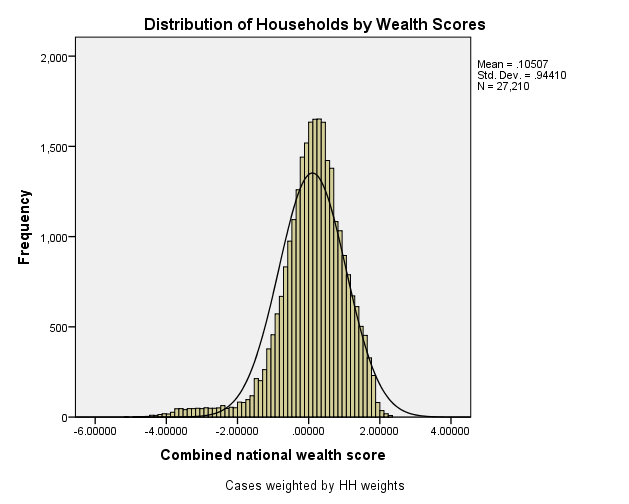 Distribution of Households by Wealth Scores
Mean = .10507
Std. Dev. = .94410
N = 27,210
Frequency
2,000
1,500
1,000
500
0
-6.00000 -4.00000 -2.00000 .00000 2.00000 4.00000
Combined national wealth score
Cases weighted by HH weights